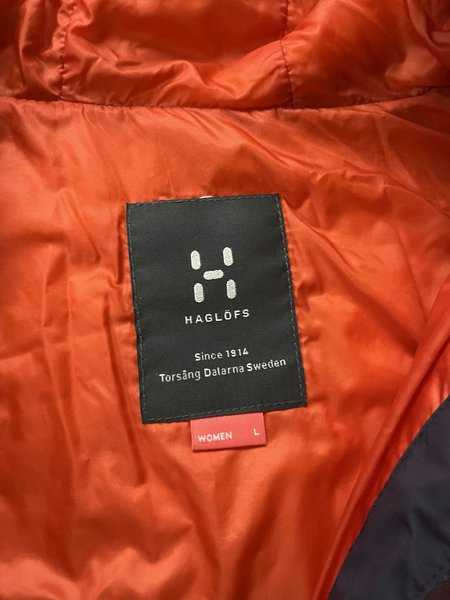 HAGLÖFS
Since 1914
Torsång Dalarna Sweden
WOMEN L